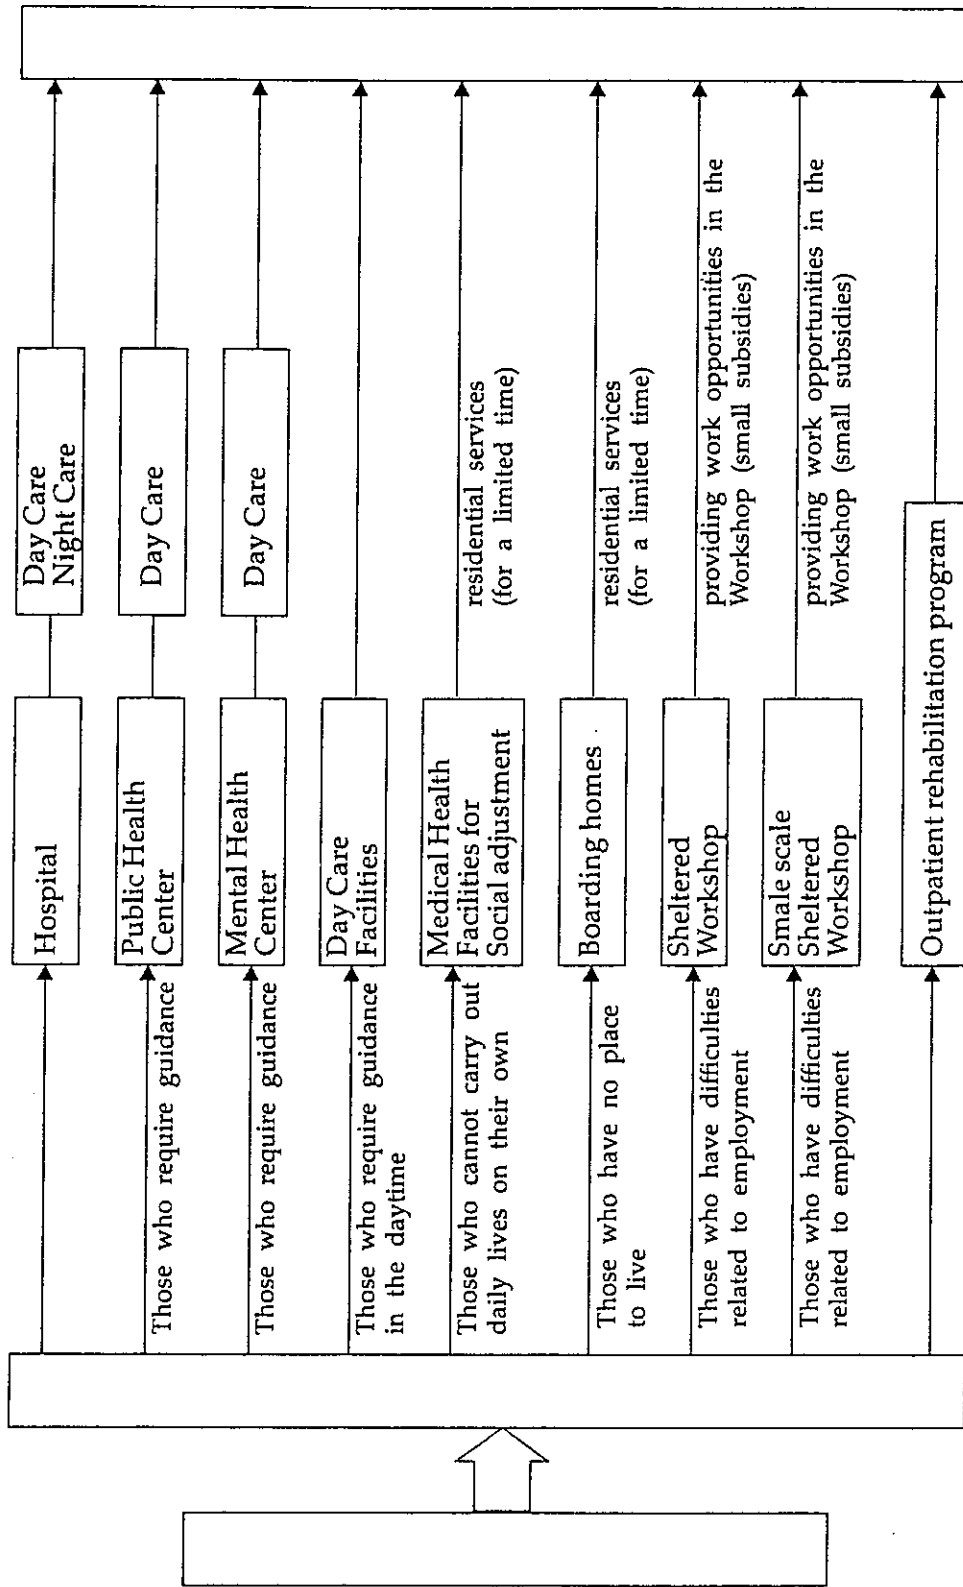 Hospital
Day Care
Night Care
Those who require guidance
Public Health
Center
Day Care
Those who require guidance
Mental Health
Center
Day Care
Those who require guidance
in the daytime
Day Care
Facilities
Those who cannot carry out
daily lives on their own
Medical Health
Facilities for
Social adjustment
residential services
(for a limited time)
Those who have no place
to live
Boarding homes
residential services
(for a limited time)
Those who have difficulties
related to employment
Sheltered
Workshop
providing work opportunities in the
Workshop (small subsidies)
Those who have difficulties
related to employment
Smale scale
Sheltered
Workshop
providing work opportunities in the
Workshop (small subsidies)
Outpatient rehabilitation program